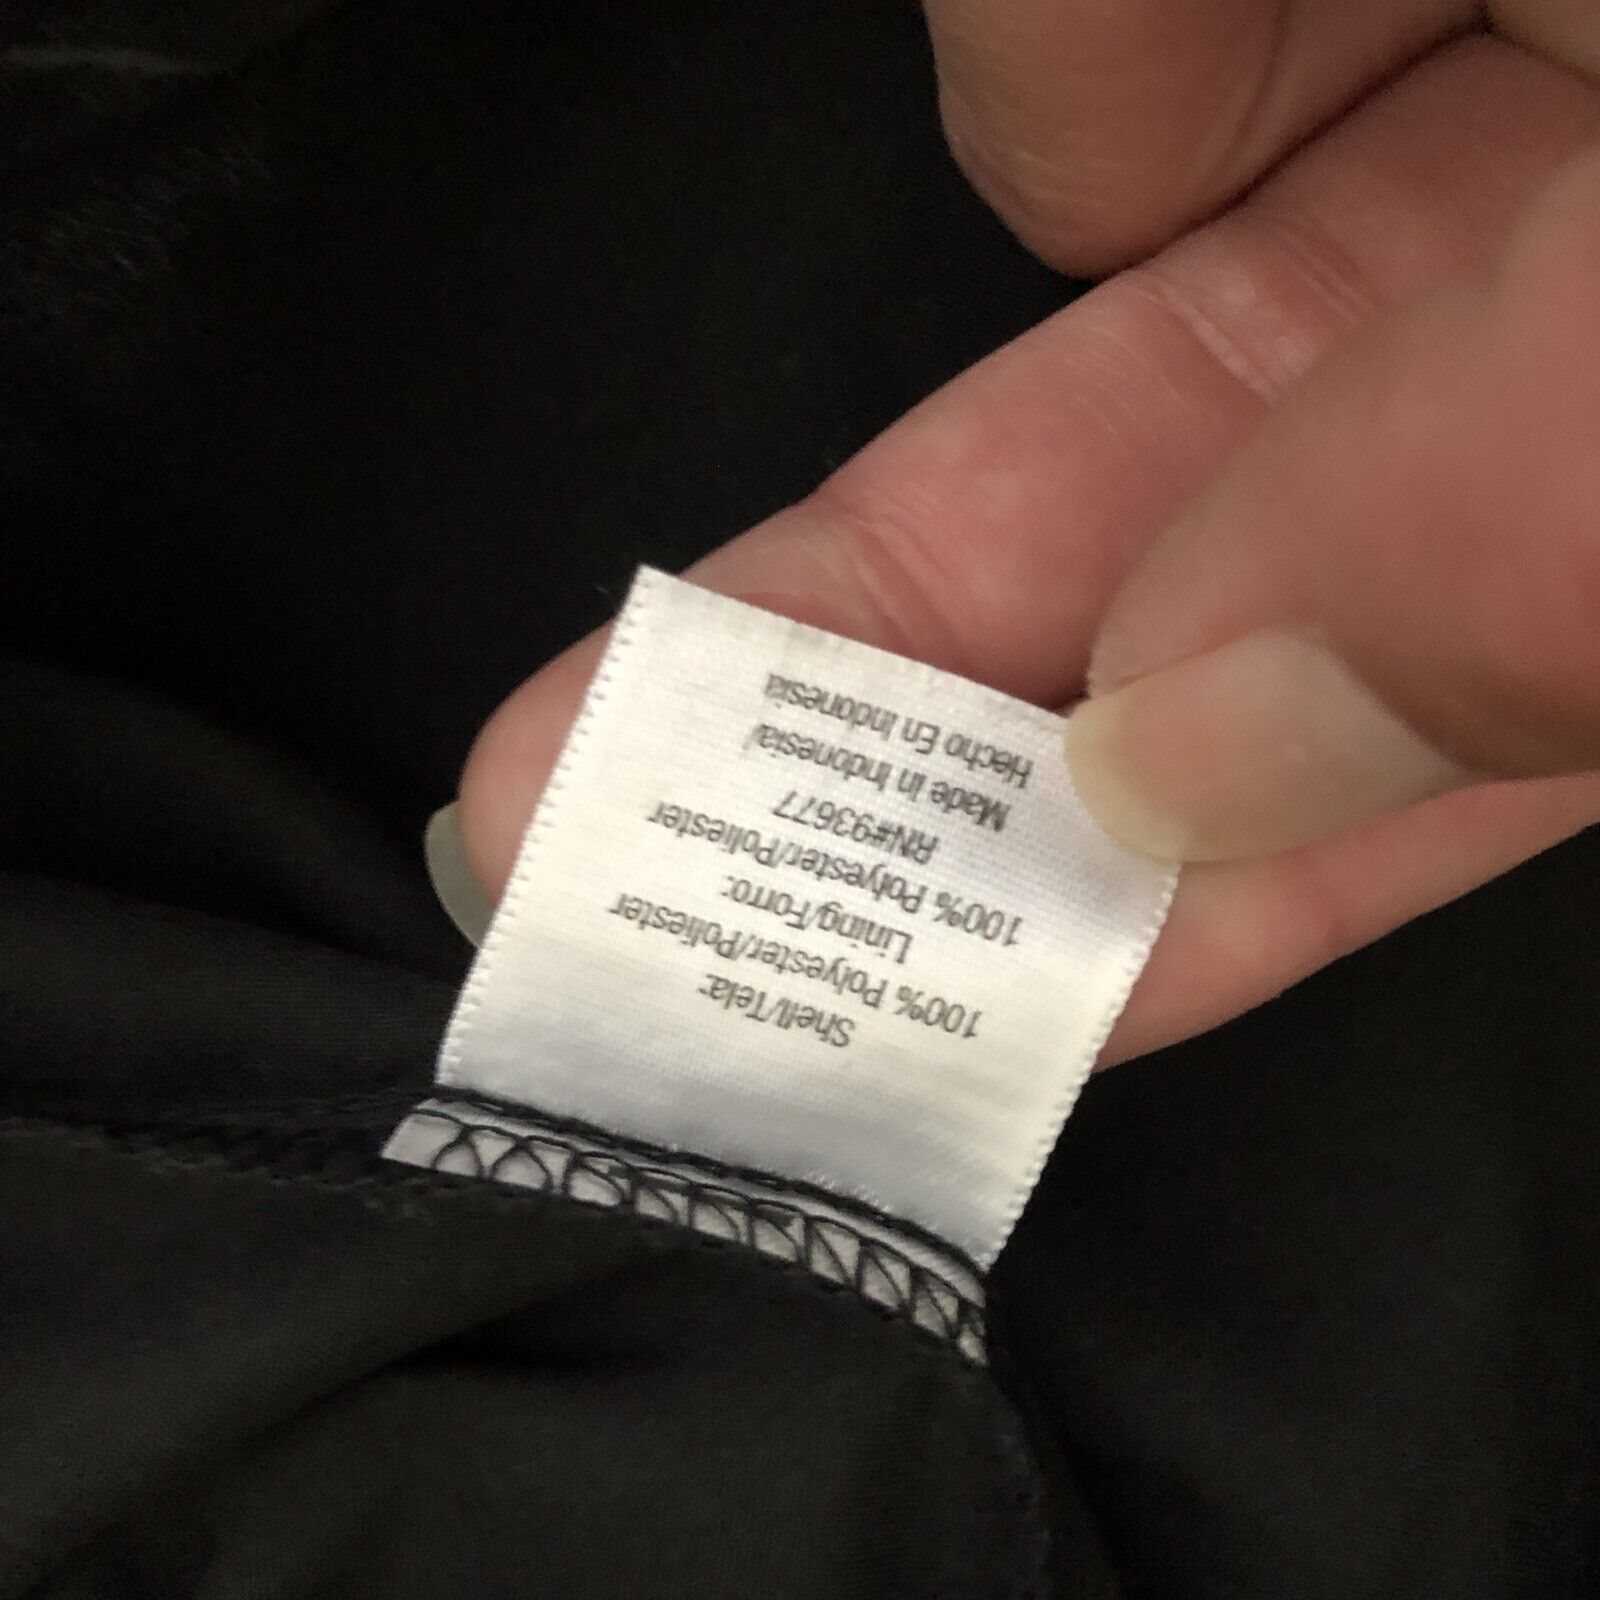 Shell/Tela:
100% Polyester/Poliester
Lining/Forro:
100% Polyester/Poliester
RN#93677
Made in Indonesia/
Hecho En Indonesia